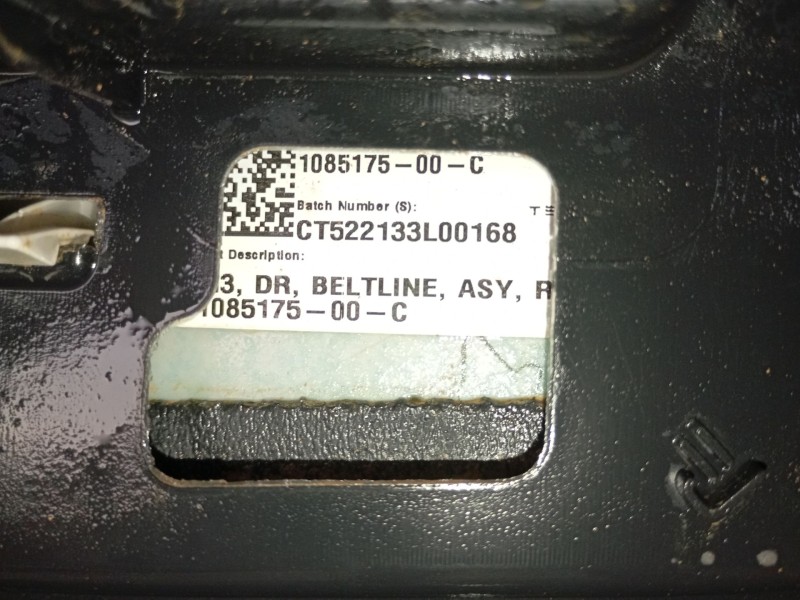 1085175-00-C
Batch Number (S):
CT522133L00168
Description:
3, DR, BELTLINE, ASY, R
1085175-00-C